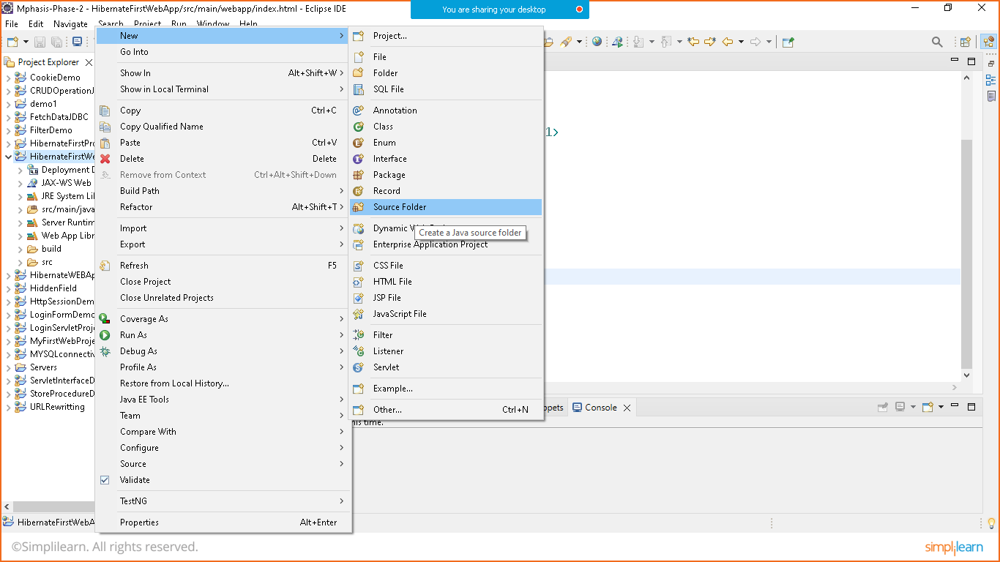 Mphasis-Phase-2 - HibernateFirstWebApp/src/main/webapp/index.html - Eclipse IDE
You are sharing your desktop
File Edit Navigate Search Project Run Window Help
Project Explorer
CookieDemo
CRUDOperationJ
demo1
FetchDataJDBC
FilterDemo
HibernateFirstPro
HibernateFirstWe
Deployment D
JAX-WS Web
JRE System Lib
src/main/java
Server Runtim
Web App Libr
build
src
HibernateWEBAp
HiddenField
HttpSessionDem
LoginFormDemo
LoginServletProj
MyFirstWebProje
MYSQLconnectiv
Servers
ServletInterfaceD
StoreProcedureD
URLRewritting
New
Go Into
Show In Alt+Shift+W
Show in Local Terminal
Copy Ctrl+C
Copy Qualified Name
Paste Ctrl+V
Delete Delete
Remove from Context Ctrl+Alt+Shift+Down
Build Path
Refactor Alt+Shift+T
Import
Export
Refresh F5
Close Project
Close Unrelated Projects
Coverage As
Run As
Debug As
Profile As
Restore from Local History...
Java EE Tools
Team
Compare With
Configure
Source
Validate
TestNG
Properties Alt+Enter
Project...
File
Folder
SQL File
Annotation
Class
Enum
Interface
Package
Record
Source Folder
Dynamic W
Create a Java source folder
Enterprise Application Project
CSS File
HTML File
JSP File
JavaScript File
Filter
Listener
Servlet
Example...
Other... Ctrl+N
1>
ppets Console
his time.
HibernateFirstWebA
©Simplilearn. All rights reserved.
simplilearn